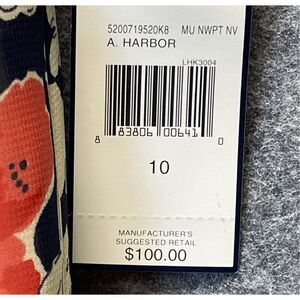 5200719520K8 MU NWPT NV
A. HARBOR
LHK3004
8 83806 00641 0
10
MANUFACTURER'S
SUGGESTED RETAIL
$100.00